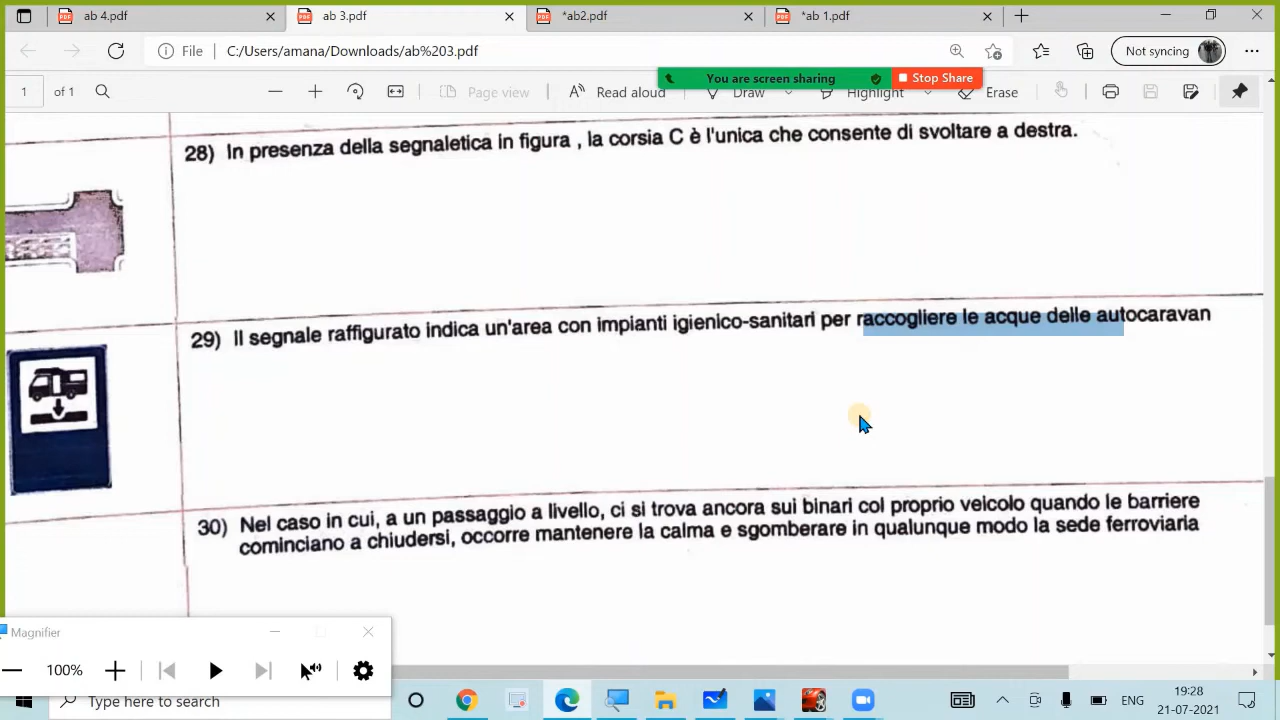 ab 4.pdf
ab 3.pdf
*ab2.pdf
*ab 1.pdf
File
C:/Users/amana/Downloads/ab%203.pdf
Not syncing
You are screen sharing
Stop Share
1
of 1
Page view
Read aloud
Draw
Highlight
Erase
28) In presenza della segnaletica in figura , la corsia C è l'unica che consente di svoltare a destra.
29) Il segnale raffigurato indica un'area con impianti igienico-sanitari per raccogliere le acque delle autocaravan
30) Nel caso in cui, a un passaggio a livello, ci si trova ancora sui binari col proprio veicolo quando le barriere
cominciano a chiudersi, occorre mantenere la calma e sgomberare in qualunque modo la sede ferroviaria
Magnifier
100%
Type here to search
ENG
19:28
21-07-2021